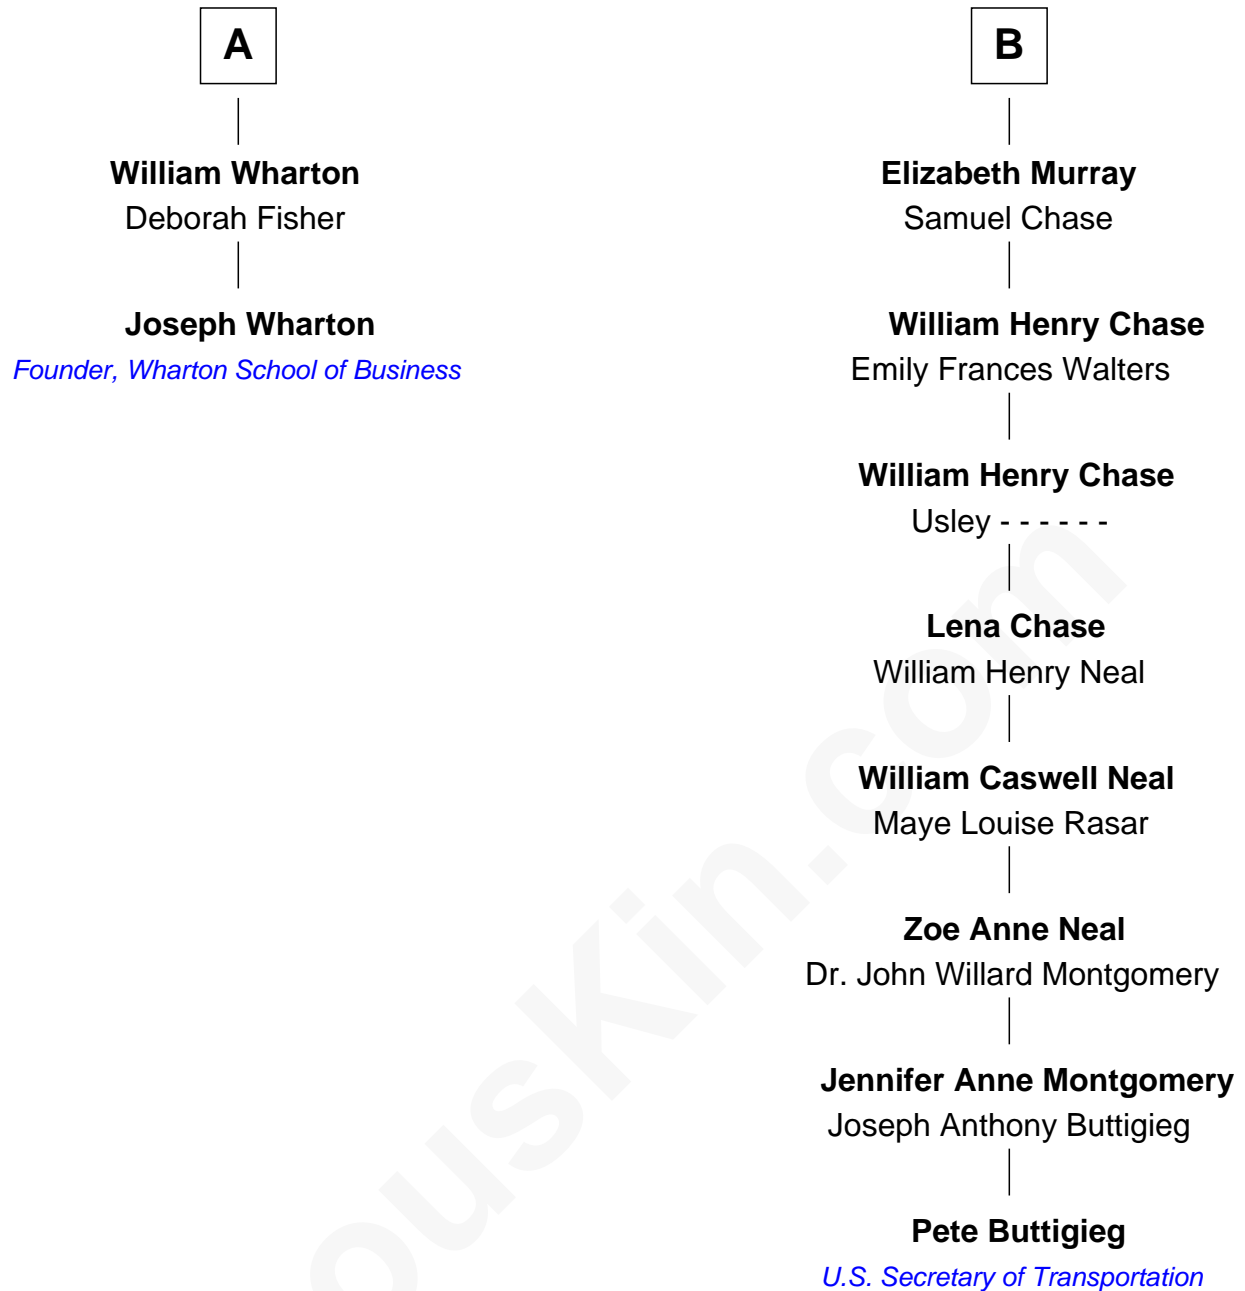 A
William Wharton
Deborah Fisher
Joseph Wharton
Founder, Wharton School of Business
B
Elizabeth Murray
Samuel Chase
William Henry Chase
Emily Frances Walters
William Henry Chase
Usley - - - - - -
Lena Chase
William Henry Neal
William Caswell Neal
Maye Louise Rasar
Zoe Anne Neal
Dr. John Willard Montgomery
Jennifer Anne Montgomery
Joseph Anthony Buttigieg
Pete Buttigieg
U.S. Secretary of Transportation
ousKin.com